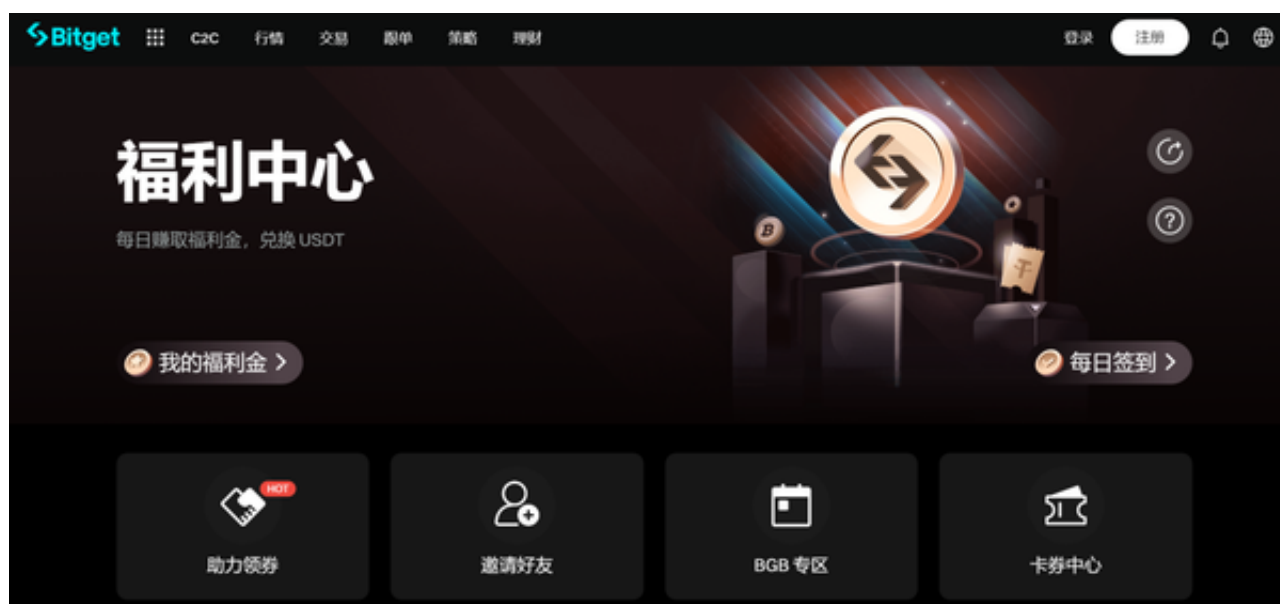 Bitget C2C 行情 交易 跟单 策略 理财 登录 注册
福利中心
每日赚取福利金，兑换 USDT
我的福利金
每日签到
HOT
助力领券 邀请好友 BGB 专区 卡券中心